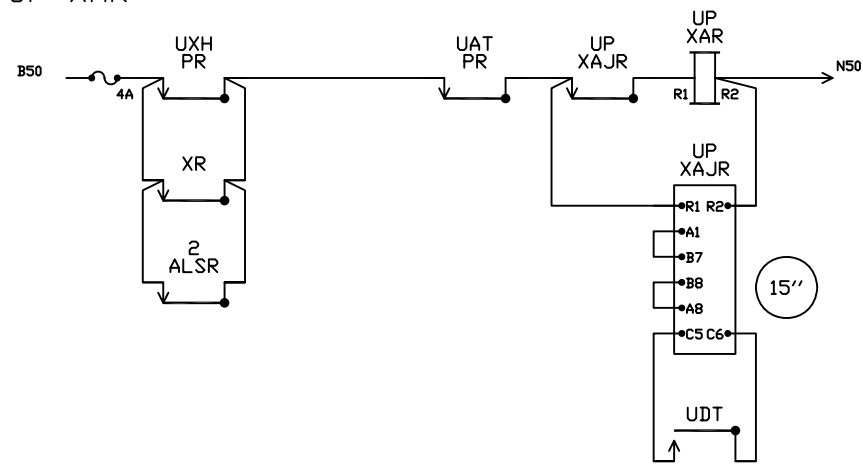 UXH
PR
UAT
PR
UP
XAJR
UP
XAR
B50
4A
R1
R2
N50
XR
UP
XAJR
2
ALSR
R1 R2
A1
B7
B8
A8
C5 C6
15''
UDT